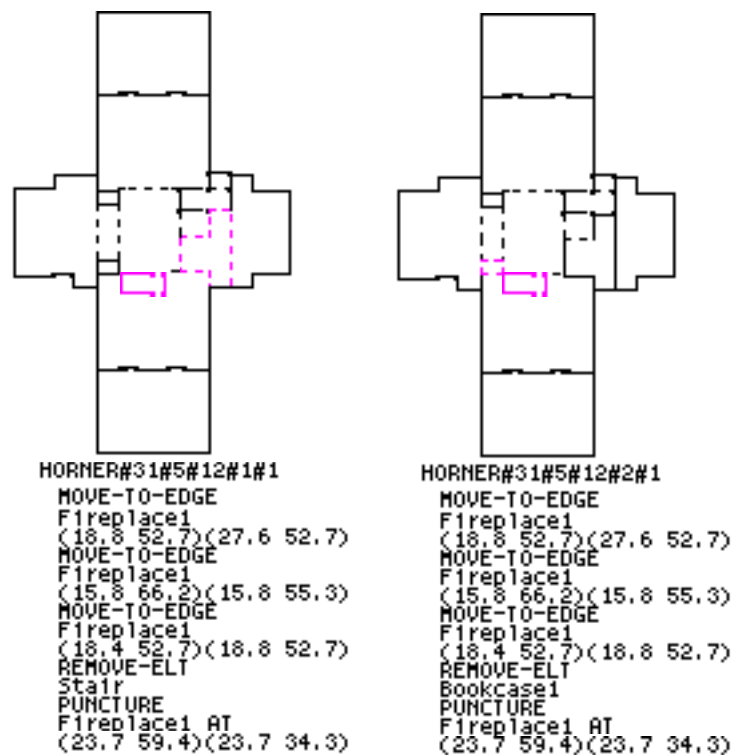 HORNER#31#5#12#1#1
MOVE-TO-EDGE
Fireplace1
(18.8 52.7)(27.6 52.7)
MOVE-TO-EDGE
Fireplace1
(15.8 66.2)(15.8 55.3)
MOVE-TO-EDGE
Fireplace1
(18.4 52.7)(18.8 52.7)
REMOVE-ELT
Stair
PUNCTURE
Fireplace1 AT
(23.7 59.4)(23.7 34.3)
HORNER#31#5#12#2#1
MOVE-TO-EDGE
Fireplace1
(18.8 52.7)(27.6 52.7)
MOVE-TO-EDGE
Fireplace1
(15.8 66.2)(15.8 55.3)
MOVE-TO-EDGE
Fireplace1
(18.4 52.7)(18.8 52.7)
REMOVE-ELT
Bookcase1
PUNCTURE
Fireplace1 AT
(23.7 59.4)(23.7 34.3)